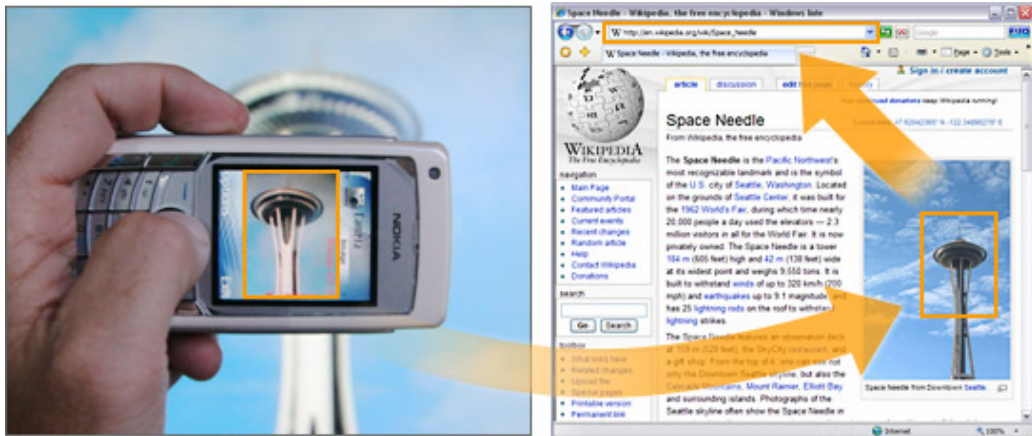 NOKIA
Camera
Space Needle - Wikipedia, the free encyclopedia - Windows Inte
http://en.wikipedia.org/wiki/Space_Needle
Google
Space Needle - Wikipedia, the free encyclopedia
Page
Tools
Sign in / create account
article
discussion
edit this page
history
Your continued donations keep Wikipedia running!
Space Needle
From Wikipedia, the free encyclopedia
WIKIPEDIA
The Free Encyclopedia
navigation
Main Page
Community Portal
Featured articles
Current events
Recent changes
Random article
Help
Contact Wikipedia
Donations
search
Go
Search
toolbox
What links here
Related changes
Upload file
Special pages
Printable version
Permanent link
The Space Needle is the Pacific Northwest's
most recognizable landmark and is the symbol
of the U.S. city of Seattle, Washington. Located
on the grounds of Seattle Center, it was built for
the 1962 World's Fair, during which time nearly
20,000 people a day used the elevators — 2.3
million visitors in all for the World Fair. It is now
privately owned. The Space Needle is a tower
184 m (605 feet) high and 42 m (138 feet) wide
at its widest point and weighs 9,550 tons. It is
built to withstand winds of up to 320 km/h (200
mph) and earthquakes up to 9.1 magnitude and
has 25 lightning rods on the roof to withstand
lightning strikes.
The Space Needle features an observation deck
at 159 m (520 feet), the SkyCity restaurant, and
a gift shop. From the top of it, one can see not
only the Downtown Seattle skyline, but also the
Cascade Mountains, Mount Rainier, Elliott Bay
and surrounding islands. Photographs of the
Seattle skyline often show the Space Needle in
Space Needle from Downtown Seattle.
Internet
100%